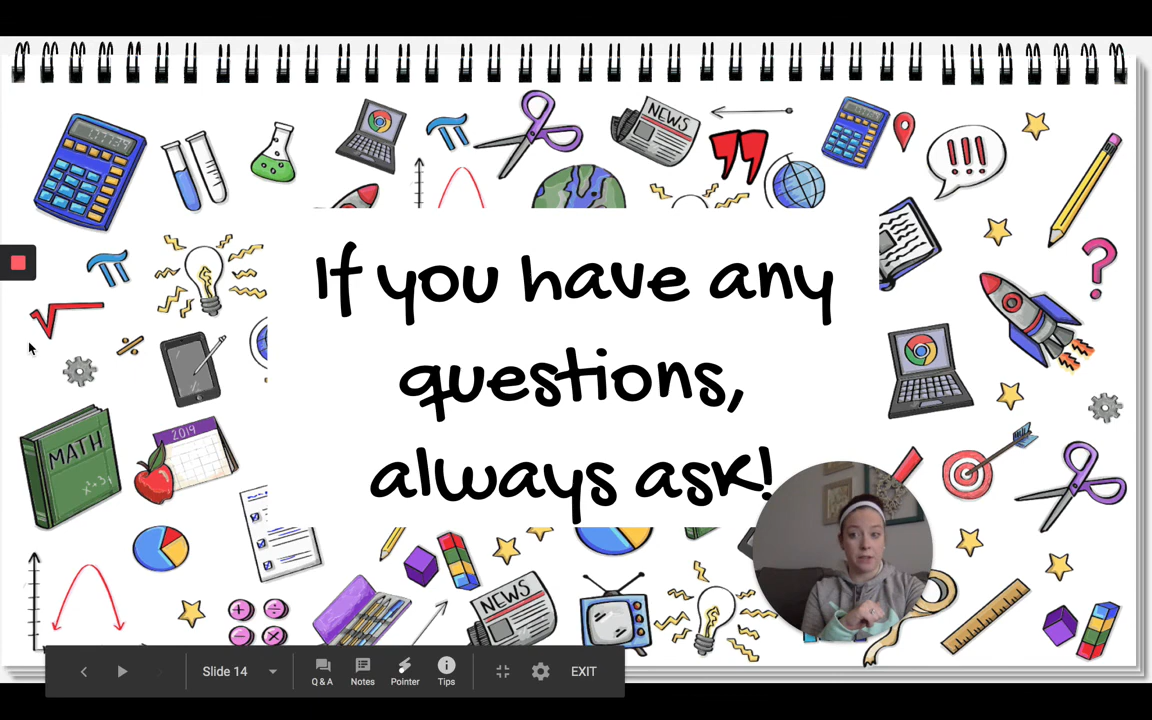 NEWS
!!!
If you have any
questions,
always ask!
MATH
2019
NEWS
Slide 14
Q & A
Notes
Pointer
Tips
EXIT